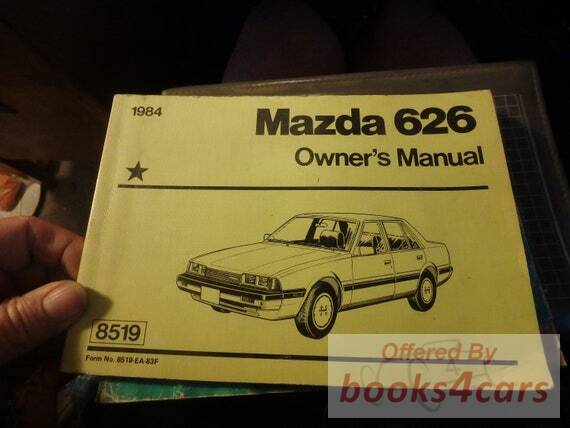 1984
Mazda 626
Owner's Manual
8519
Form No. 8519-EA-83F
Offered By
books4cars